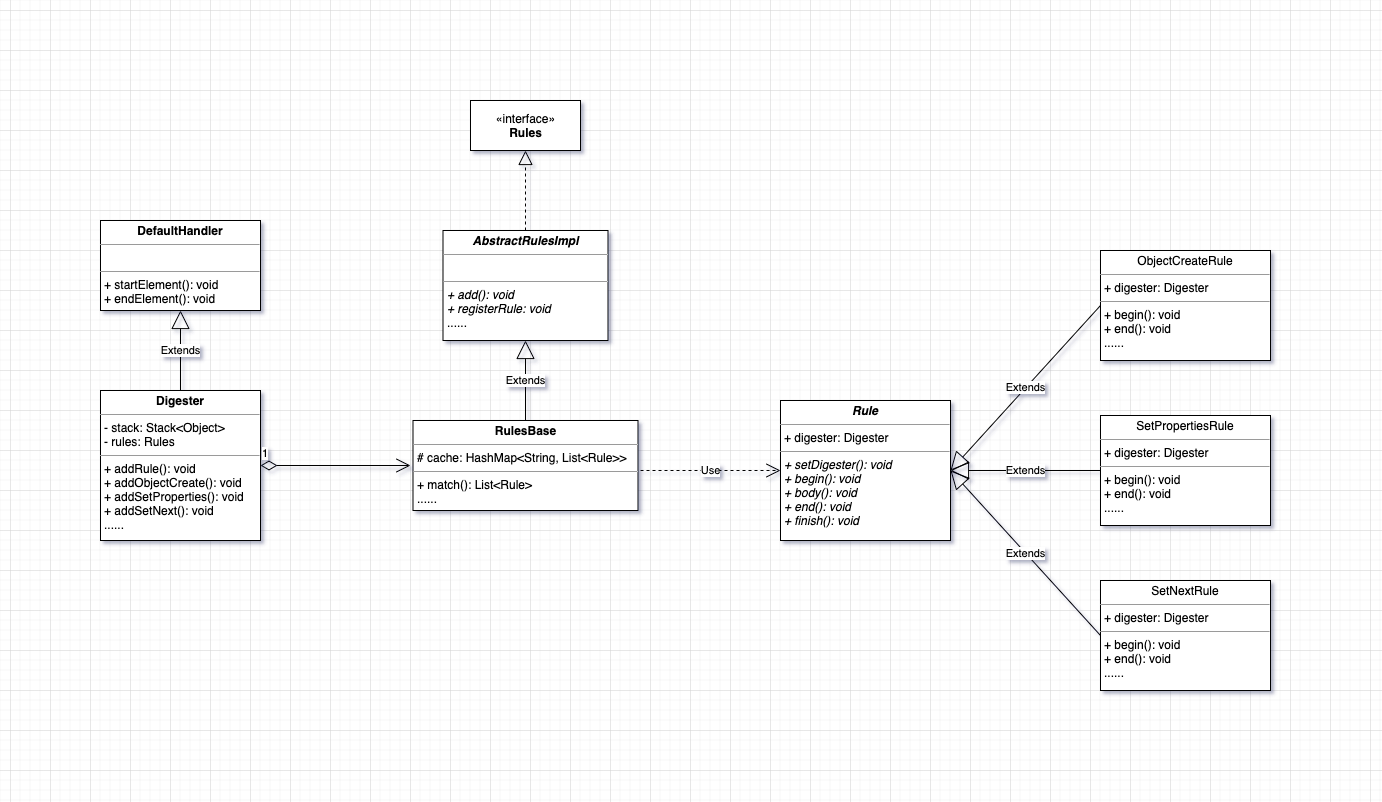 «interface»
Rules
DefaultHandler
+ startElement(): void
+ endElement(): void
Extends
Digester
- stack: Stack<Object>
- rules: Rules
+ addRule(): void
+ addObjectCreate(): void
+ addSetProperties(): void
+ addSetNext(): void
......
1
AbstractRulesImpl
+ add(): void
+ registerRule: void
......
Extends
RulesBase
# cache: HashMap<String, List<Rule>>
+ match(): List<Rule>
......
Use
Rule
+ digester: Digester
+ setDigester(): void
+ begin(): void
+ body(): void
+ end(): void
+ finish(): void
Extends
Extends
Extends
ObjectCreateRule
+ digester: Digester
+ begin(): void
+ end(): void
......
SetPropertiesRule
+ digester: Digester
+ begin(): void
+ end(): void
......
SetNextRule
+ digester: Digester
+ begin(): void
+ end(): void
......